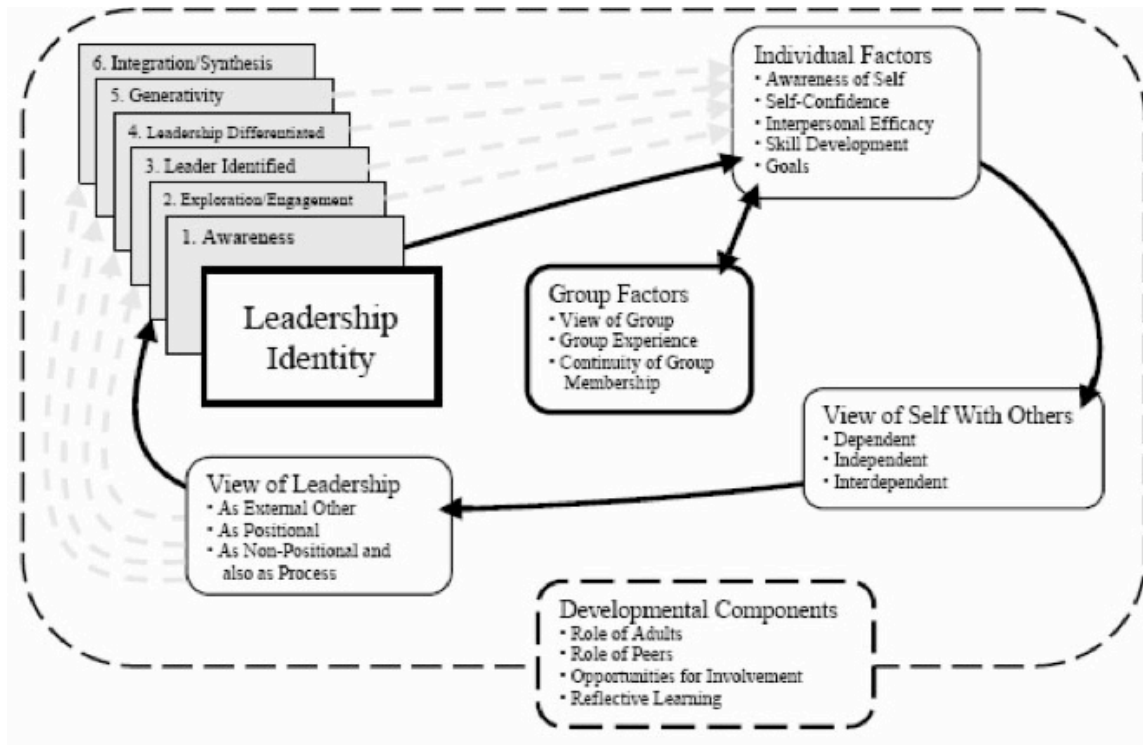 6. Integration/Synthesis
5. Generativity
4. Leadership Differentiated
3. Leader Identified
2. Exploration/Engagement
1. Awareness
Leadership
Identity
Individual Factors
• Awareness of Self
• Self-Confidence
• Interpersonal Efficacy
• Skill Development
• Goals
Group Factors
• View of Group
• Group Experience
• Continuity of Group
Membership
View of Self With Others
• Dependent
• Independent
• Interdependent
View of Leadership
• As External Other
• As Positional
• As Non-Positional and
also as Process
Developmental Components
• Role of Adults
• Role of Peers
• Opportunities for Involvement
• Reflective Learning